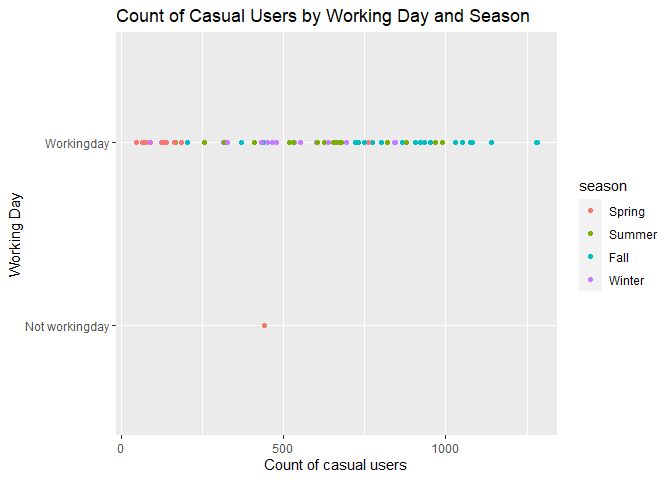 Count of Casual Users by Working Day and Season
Working Day
Workingday
Not workingday
0 500 1000
Count of casual users
season
Spring
Summer
Fall
Winter